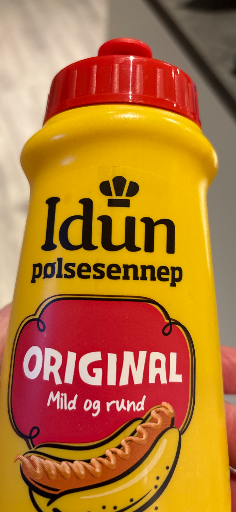 Idun
pølsesennep
ORIGINAL
Mild og rund